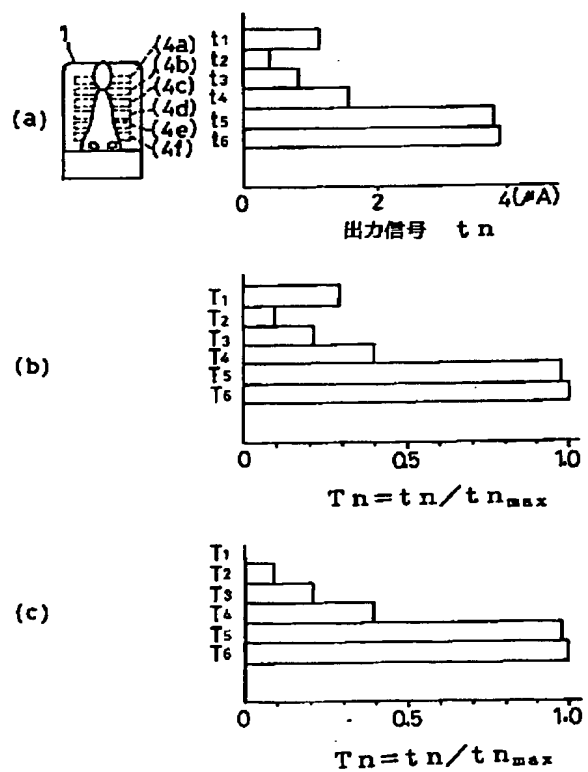 (a)
1
(4a)
(4b)
(4c)
(4d)
(4e)
(4f)
t1
t2
t3
t4
t5
t6
0 2 4(μA)
出力信号 tn
(b)
T1
T2
T3
T4
T5
T6
0 0.5 1.0
Tn=tn/tnmax
(c)
T1
T2
T3
T4
T5
T6
0 0.5 1.0
Tn=tn/tnmax